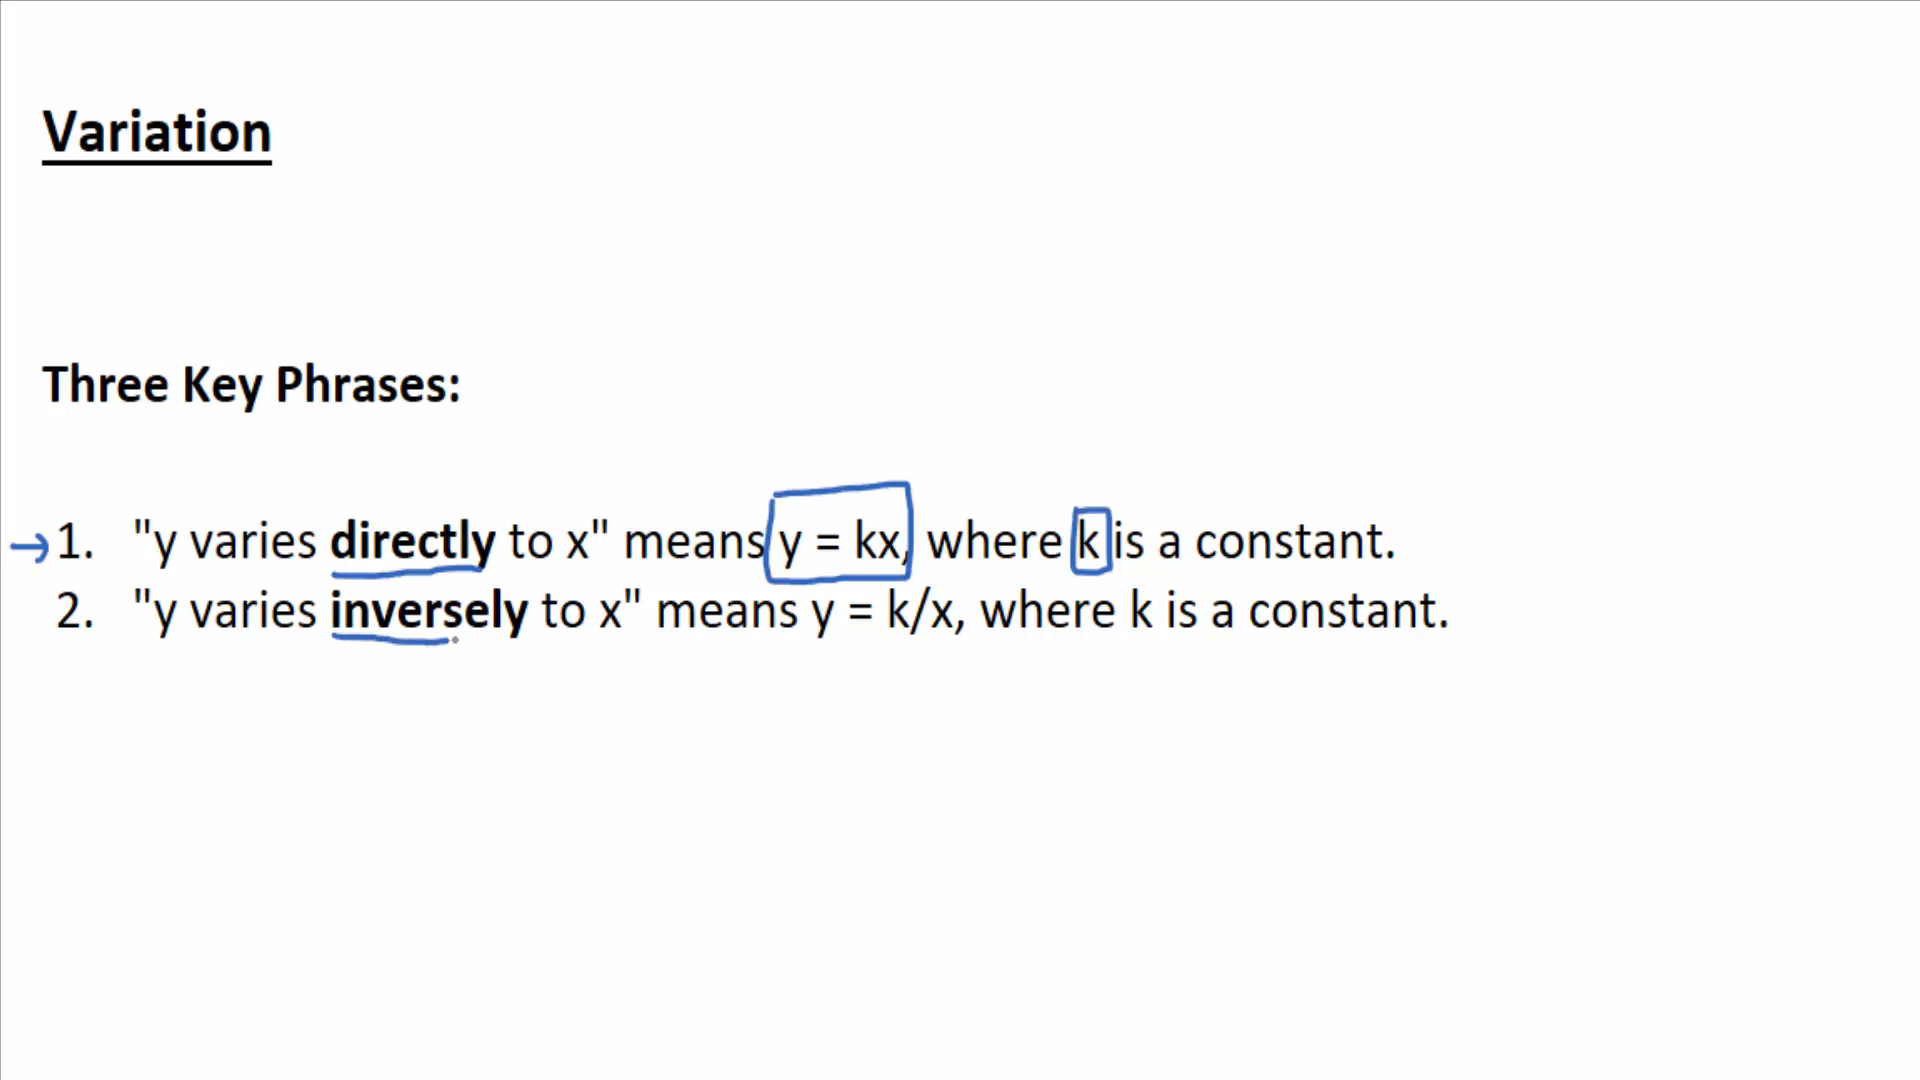 Variation
Three Key Phrases:
1. "y varies directly to x" means y = kx, where k is a constant.
2. "y varies inversely to x" means y = k/x, where k is a constant.